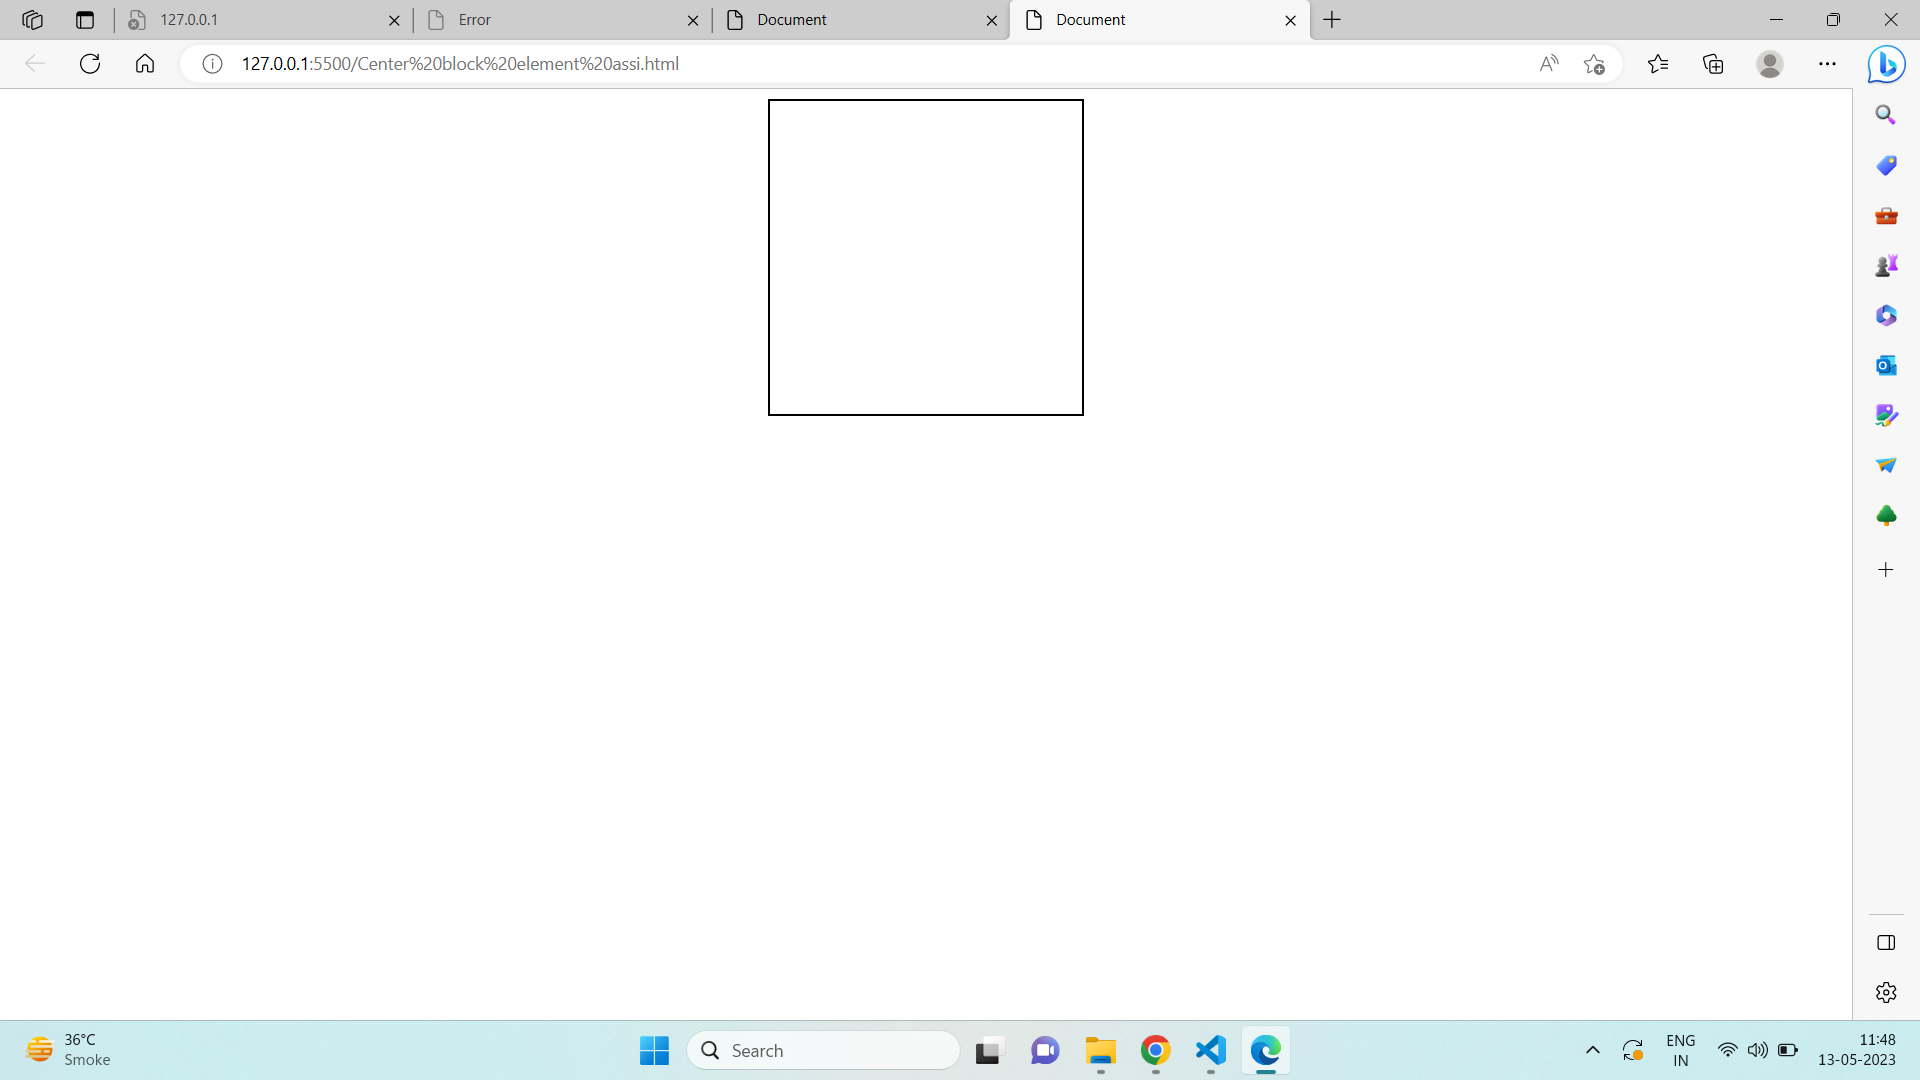 127.0.0.1
Error
Document
Document
127.0.0.1:5500/Center%20block%20element%20assi.html
36°C
Smoke
Search
ENG
IN
11:48
13-05-2023